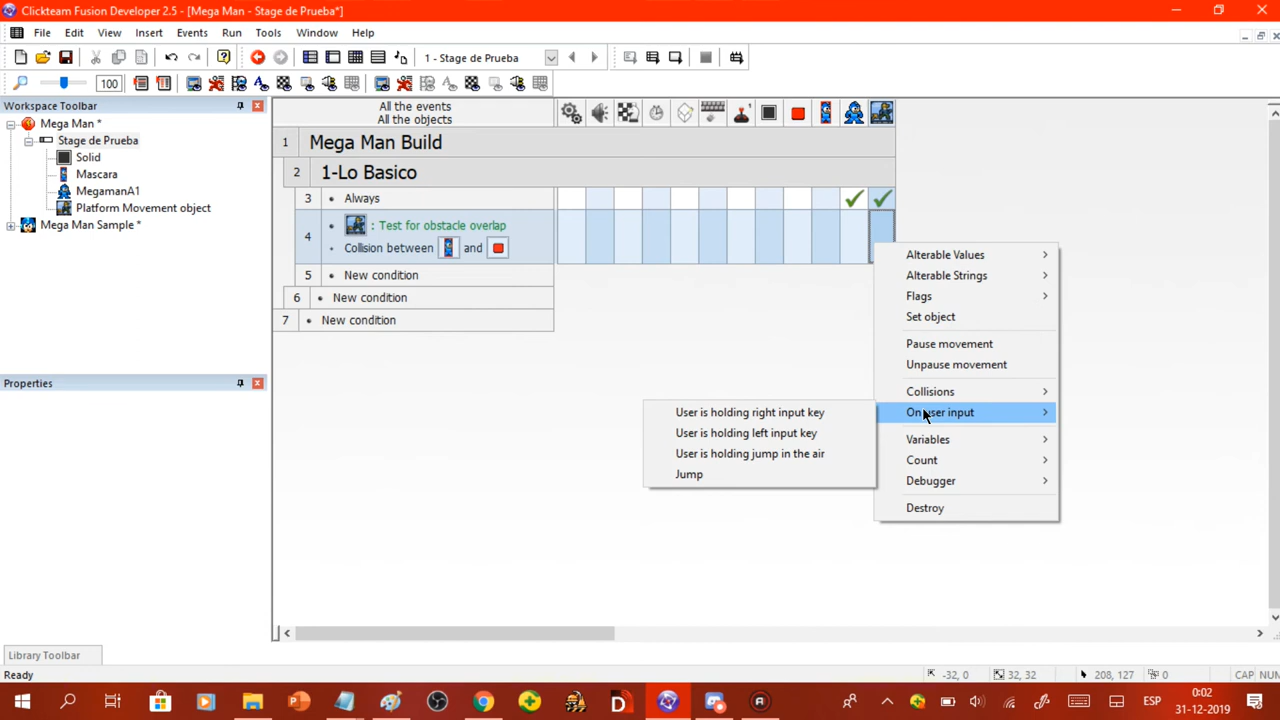 Clickteam Fusion Developer 2.5 - [Mega Man - Stage de Prueba*]
File Edit View Insert Events Run Tools Window Help
1 - Stage de Prueba
100
Workspace Toolbar
Mega Man *
Stage de Prueba
Solid
Mascara
MegamanA1
Platform Movement object
Mega Man Sample *
All the events
All the objects
1 Mega Man Build
2 1-Lo Basico
3 • Always
4 • : Test for obstacle overlap
• Collision between and
5 • New condition
6 • New condition
7 • New condition
Alterable Values
Alterable Strings
Flags
Set object
Pause movement
Unpause movement
Collisions
On user input
Variables
Count
Debugger
Destroy
User is holding right input key
User is holding left input key
User is holding jump in the air
Jump
Properties
Library Toolbar
Ready
-32, 0 32, 32 208, 127 0 CAP NUM
ESP
0:02
31-12-2019